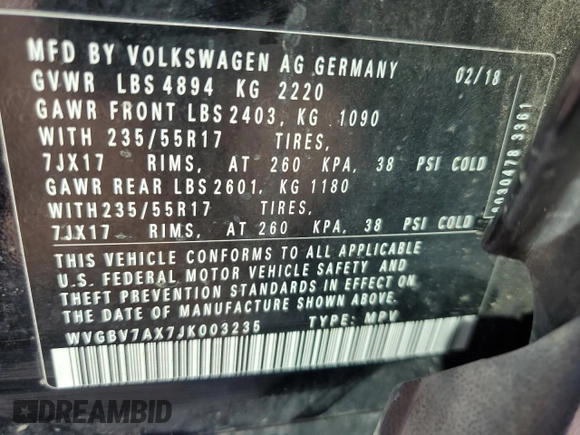 MFD BY VOLKSWAGEN AG GERMANY 02/18
GVWR LBS 4894 KG 2220
GAWR FRONT LBS 2403, KG 1090
WITH 235/55R17 TIRES,
7JX17 RIMS, AT 260 KPA, 38 PSI COLD
GAWR REAR LBS 2601, KG 1180
WITH 235/55R17 TIRES,
7JX17 RIMS, AT 260 KPA, 38 PSI COLD
THIS VEHICLE CONFORMS TO ALL APPLICABLE
U.S. FEDERAL MOTOR VEHICLE SAFETY AND
THEFT PREVENTION STANDARDS IN EFFECT ON
THE DATE OF MANUFACTURE SHOWN ABOVE.
WVGBV7AX7JK003235 TYPE: MPV
DREAMBID